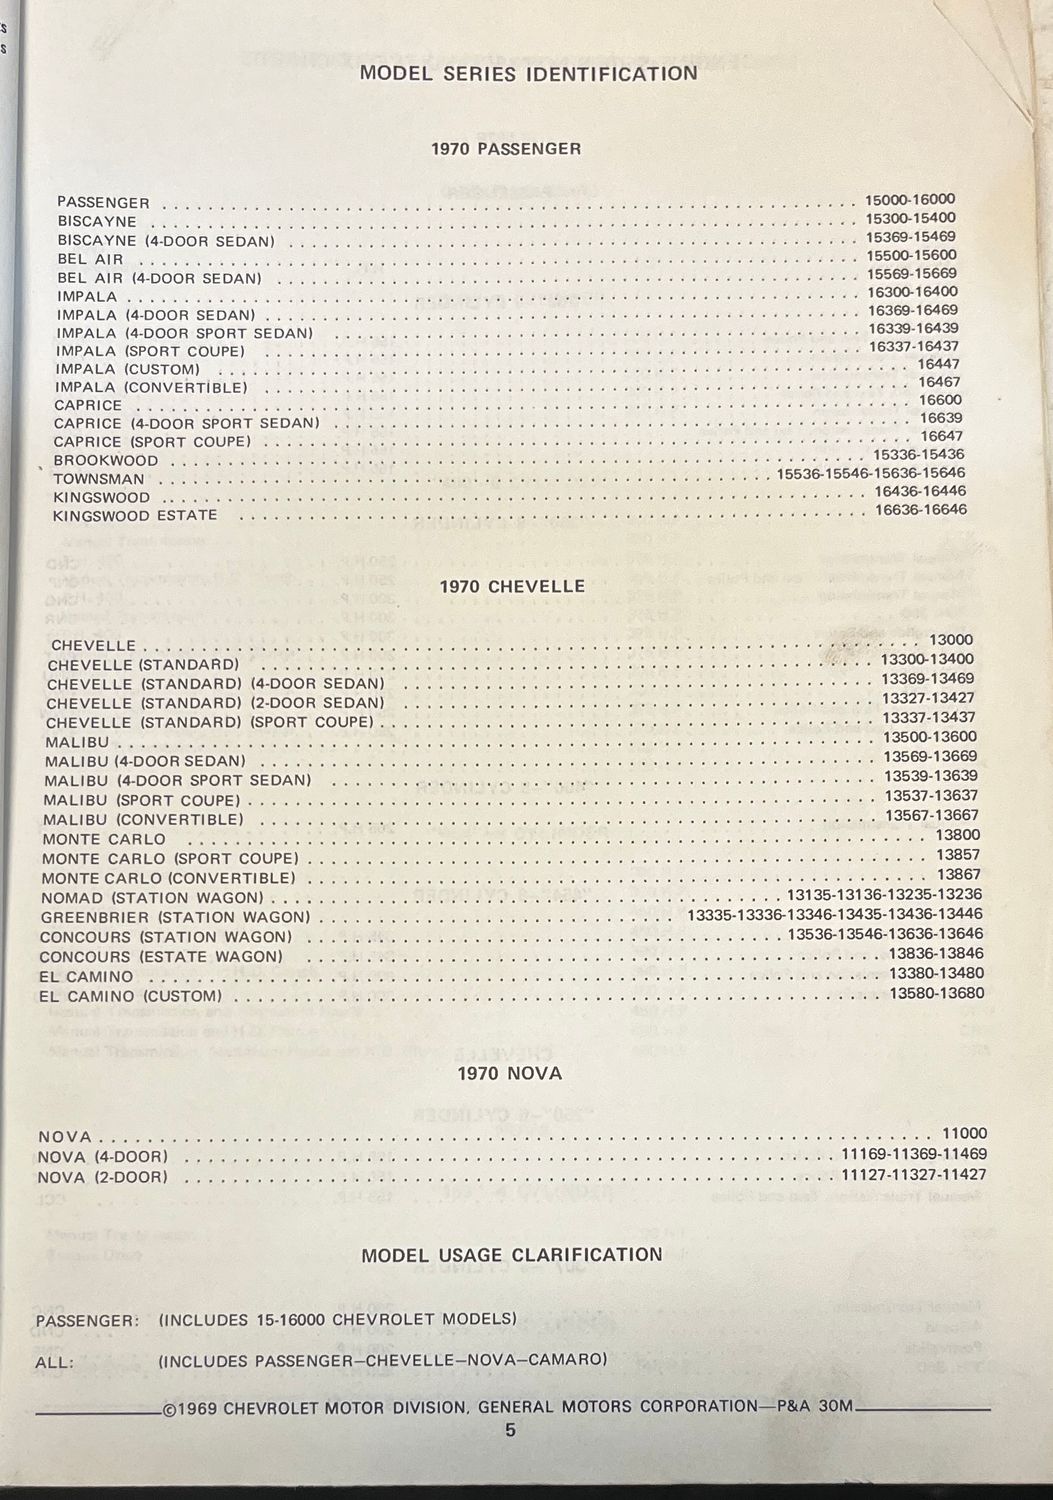 MODEL SERIES IDENTIFICATION
1970 PASSENGER
PASSENGER . . . . . . . . . . 15000-16000
BISCAYNE . . . . . . . . . . 15300-15400
BISCAYNE (4-DOOR SEDAN) . . . . . . . . . . 15369-15469
BEL AIR . . . . . . . . . . 15500-15600
BEL AIR (4-DOOR SEDAN) . . . . . . . . . . 15569-15669
IMPALA . . . . . . . . . . 16300-16400
IMPALA (4-DOOR SEDAN) . . . . . . . . . . 16369-16469
IMPALA (4-DOOR SPORT SEDAN) . . . . . . . . . . 16339-16439
IMPALA (SPORT COUPE) . . . . . . . . . . 16337-16437
IMPALA (CUSTOM) . . . . . . . . . . 16447
IMPALA (CONVERTIBLE) . . . . . . . . . . 16467
CAPRICE . . . . . . . . . . 16600
CAPRICE (4-DOOR SPORT SEDAN) . . . . . . . . . . 16639
CAPRICE (SPORT COUPE) . . . . . . . . . . 16647
BROOKWOOD . . . . . . . . . . 15336-15436
TOWNSMAN . . . . . . . . . . 15536-15546-15636-15646
KINGSWOOD . . . . . . . . . . 16436-16446
KINGSWOOD ESTATE . . . . . . . . . . 16636-16646
1970 CHEVELLE
CHEVELLE . . . . . . . . . . 13000
CHEVELLE (STANDARD) . . . . . . . . . . 13300-13400
CHEVELLE (STANDARD) (4-DOOR SEDAN) . . . . . . . . . . 13369-13469
CHEVELLE (STANDARD) (2-DOOR SEDAN) . . . . . . . . . . 13327-13427
CHEVELLE (STANDARD) (SPORT COUPE) . . . . . . . . . . 13337-13437
MALIBU . . . . . . . . . . 13500-13600
MALIBU (4-DOOR SEDAN) . . . . . . . . . . 13569-13669
MALIBU (4-DOOR SPORT SEDAN) . . . . . . . . . . 13539-13639
MALIBU (SPORT COUPE) . . . . . . . . . . 13537-13637
MALIBU (CONVERTIBLE) . . . . . . . . . . 13567-13667
MONTE CARLO . . . . . . . . . . 13800
MONTE CARLO (SPORT COUPE) . . . . . . . . . . 13857
MONTE CARLO (CONVERTIBLE) . . . . . . . . . . 13867
NOMAD (STATION WAGON) . . . . . . . . . . 13135-13136-13235-13236
GREENBRIER (STATION WAGON) . . . . . . . . . . 13335-13336-13346-13435-13436-13446
CONCOURS (STATION WAGON) . . . . . . . . . . 13536-13546-13636-13646
CONCOURS (ESTATE WAGON) . . . . . . . . . . 13836-13846
EL CAMINO . . . . . . . . . . 13380-13480
EL CAMINO (CUSTOM) . . . . . . . . . . 13580-13680
1970 NOVA
NOVA . . . . . . . . . . 11000
NOVA (4-DOOR) . . . . . . . . . . 11169-11369-11469
NOVA (2-DOOR) . . . . . . . . . . 11127-11327-11427
MODEL USAGE CLARIFICATION
PASSENGER: (INCLUDES 15-16000 CHEVROLET MODELS)
ALL: (INCLUDES PASSENGER—CHEVELLE—NOVA—CAMARO)
©1969 CHEVROLET MOTOR DIVISION, GENERAL MOTORS CORPORATION—P&A 30M
5